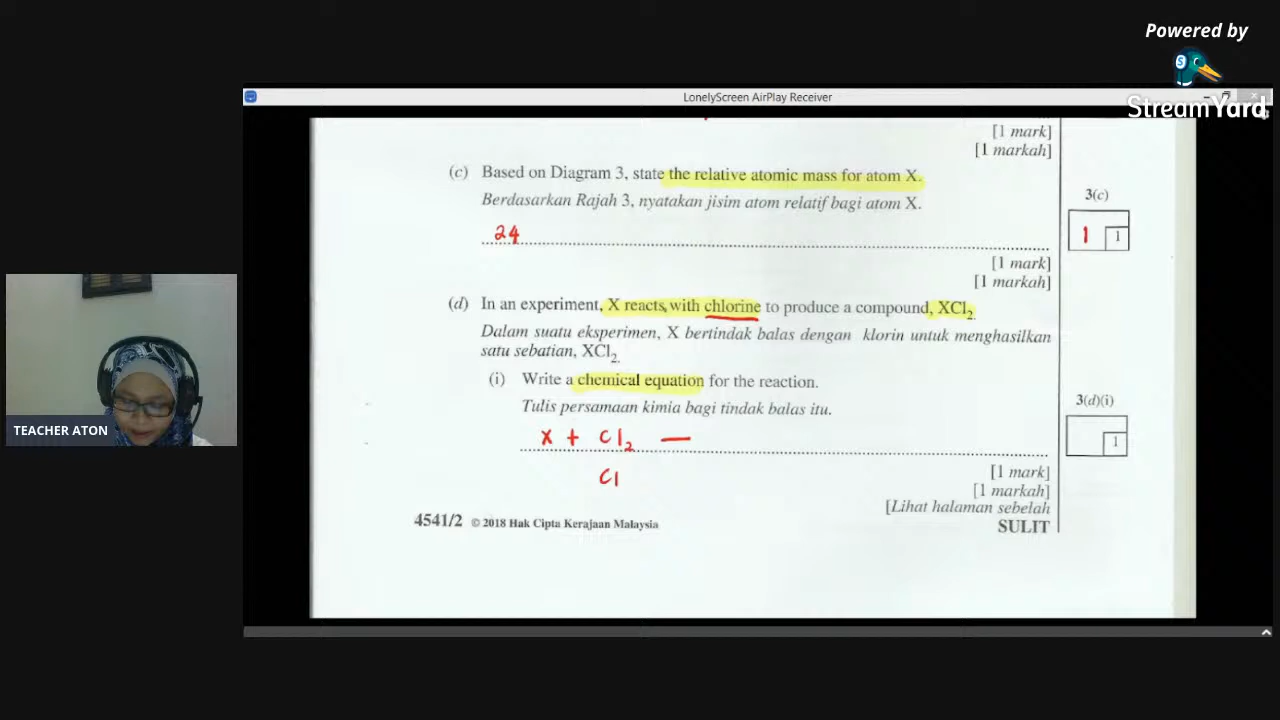 Powered by
StreamYard
LonelyScreen AirPlay Receiver
[1 mark]
[1 markah]
(c) Based on Diagram 3, state the relative atomic mass for atom X.
Berdasarkan Rajah 3, nyatakan jisim atom relatif bagi atom X.
3(c)
24
1 1
[1 mark]
[1 markah]
(d) In an experiment, X reacts with chlorine to produce a compound, XCl₂.
Dalam suatu eksperimen, X bertindak balas dengan klorin untuk menghasilkan
satu sebatian, XCl₂.
(i) Write a chemical equation for the reaction.
Tulis persamaan kimia bagi tindak balas itu.
3(d)(i)
X + Cl₂ —
1
Cl
[1 mark]
[1 markah]
[Lihat halaman sebelah
4541/2 © 2018 Hak Cipta Kerajaan Malaysia
SULIT
TEACHER ATON